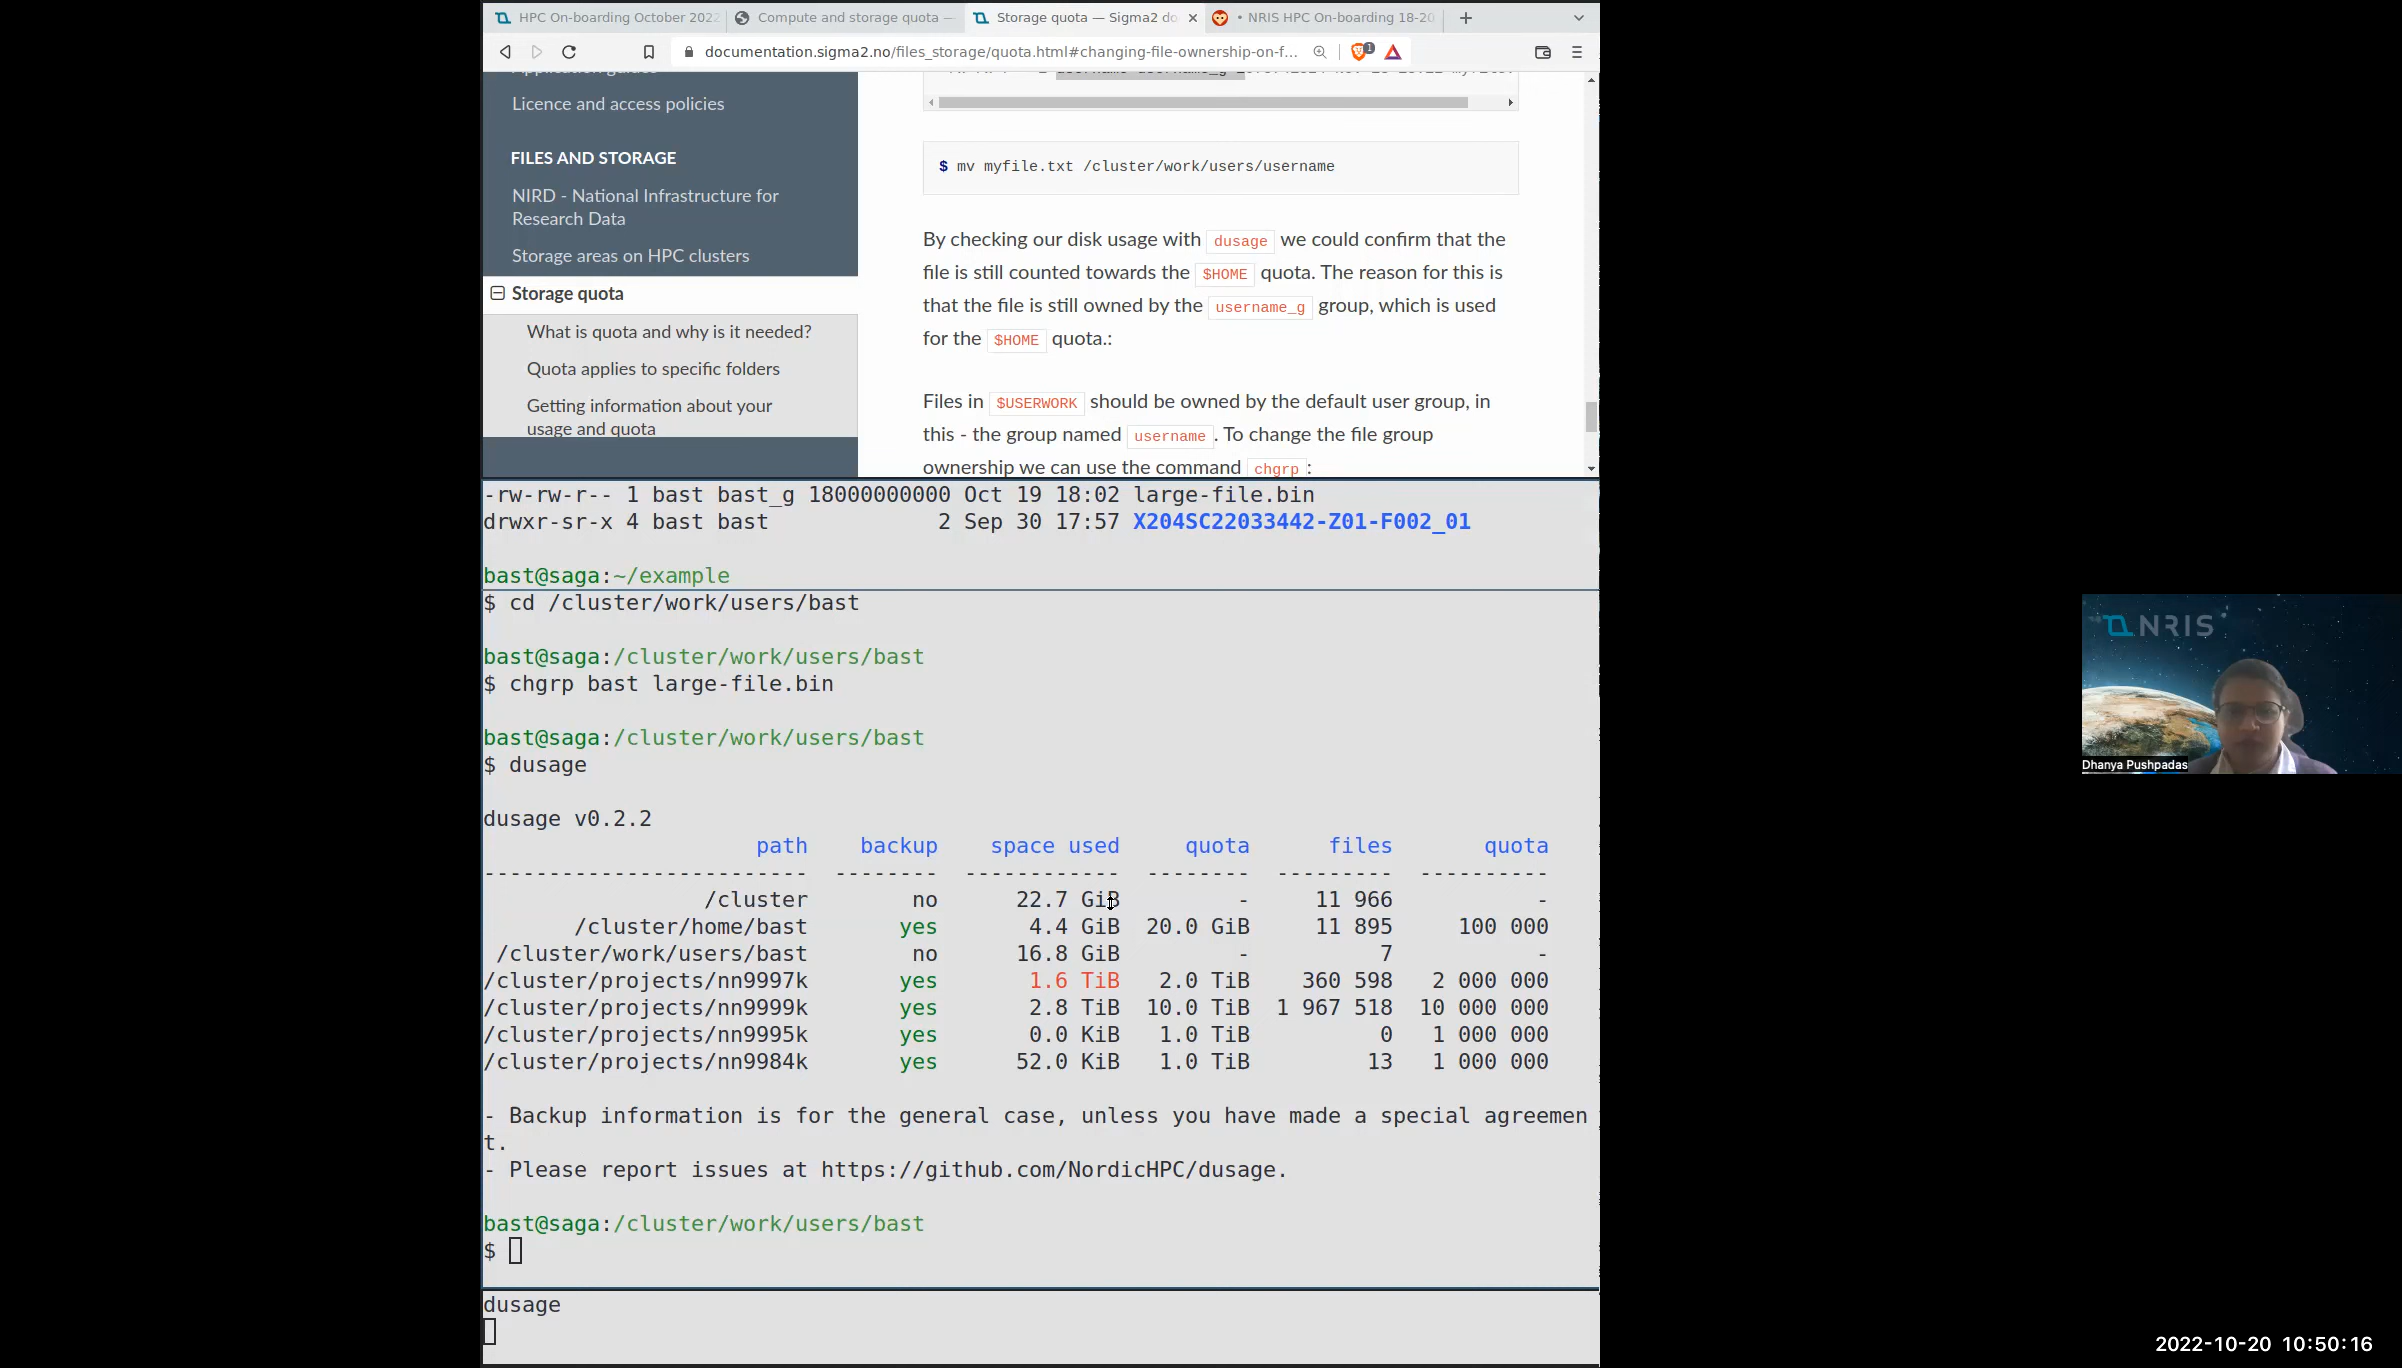 HPC On-boarding October 2022
Compute and storage quota —
Storage quota — Sigma2 do
• NRIS HPC On-boarding 18-20
documentation.sigma2.no/files_storage/quota.html#changing-file-ownership-on-f...
1
Application guides
Licence and access policies
FILES AND STORAGE
NIRD - National Infrastructure for
Research Data
Storage areas on HPC clusters
Storage quota
What is quota and why is it needed?
Quota applies to specific folders
Getting information about your
usage and quota
$ mv myfile.txt /cluster/work/users/username
By checking our disk usage with dusage we could confirm that the
file is still counted towards the $HOME quota. The reason for this is
that the file is still owned by the username_g group, which is used
for the $HOME quota.:
Files in $USERWORK should be owned by the default user group, in
this - the group named username. To change the file group
ownership we can use the command chgrp:
-rw-rw-r-- 1 bast bast_g 18000000000 Oct 19 18:02 large-file.bin
drwxr-sr-x 4 bast bast 2 Sep 30 17:57 X204SC22033442-Z01-F002_01
bast@saga:~/example
$ cd /cluster/work/users/bast
bast@saga:/cluster/work/users/bast
$ chgrp bast large-file.bin
bast@saga:/cluster/work/users/bast
$ dusage
dusage v0.2.2
path backup space used quota files quota
------------------------- -------- ------------ -------- --------- ----------
/cluster no 22.7 GiB - 11 966 -
/cluster/home/bast yes 4.4 GiB 20.0 GiB 11 895 100 000
/cluster/work/users/bast no 16.8 GiB - 7 -
/cluster/projects/nn9997k yes 1.6 TiB 2.0 TiB 360 598 2 000 000
/cluster/projects/nn9999k yes 2.8 TiB 10.0 TiB 1 967 518 10 000 000
/cluster/projects/nn9995k yes 0.0 KiB 1.0 TiB 0 1 000 000
/cluster/projects/nn9984k yes 52.0 KiB 1.0 TiB 13 1 000 000
- Backup information is for the general case, unless you have made a special agreemen
t.
- Please report issues at https://github.com/NordicHPC/dusage.
bast@saga:/cluster/work/users/bast
$
dusage
NRIS
Dhanya Pushpadas
2022-10-20 10:50:16